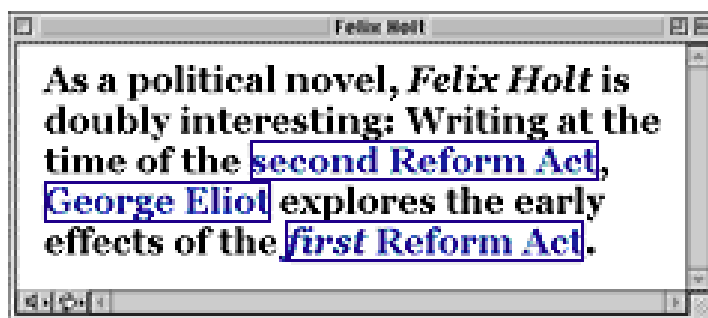 Felix Holt
As a political novel, Felix Holt is
doubly interesting: Writing at the
time of the second Reform Act,
George Eliot explores the early
effects of the first Reform Act.